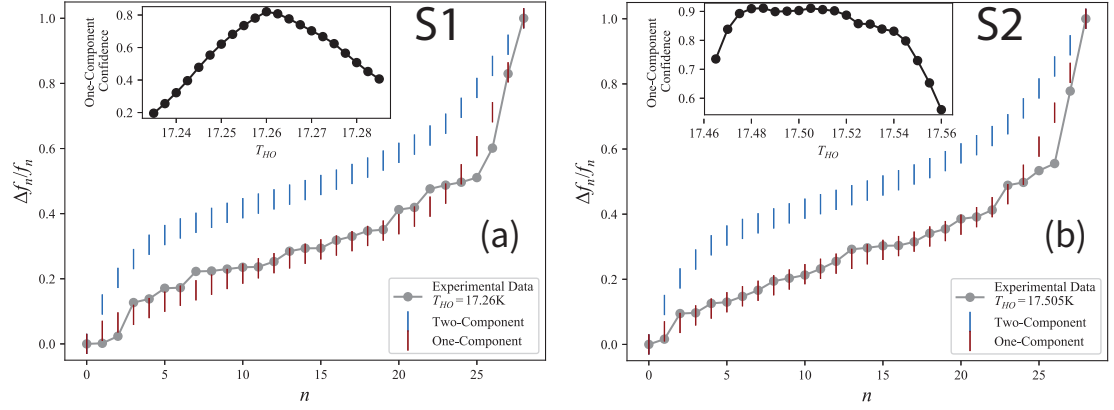 S1
One-Component
Confidence
0.8
0.6
0.4
0.2
17.24 17.25 17.26 17.27 17.28
T_HO
1.0
0.8
0.6
0.4
0.2
0.0
Δf_n/f_n
(a)
Experimental Data
T_HO = 17.26K
Two-Component
One-Component
0 5 10 15 20 25
n
S2
One-Component
Confidence
0.9
0.8
0.7
0.6
17.46 17.48 17.50 17.52 17.54 17.56
T_HO
1.0
0.8
0.6
0.4
0.2
0.0
Δf_n/f_n
(b)
Experimental Data
T_HO = 17.505K
Two-Component
One-Component
0 5 10 15 20 25
n